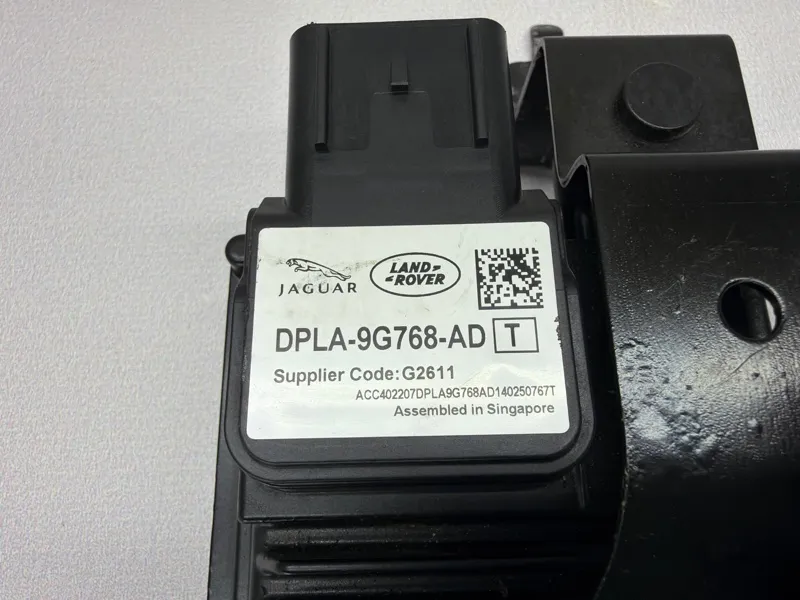 JAGUAR
LAND
ROVER
DPLA-9G768-AD T
Supplier Code:G2611
ACC402207DPLA9G768AD140250767T
Assembled in Singapore